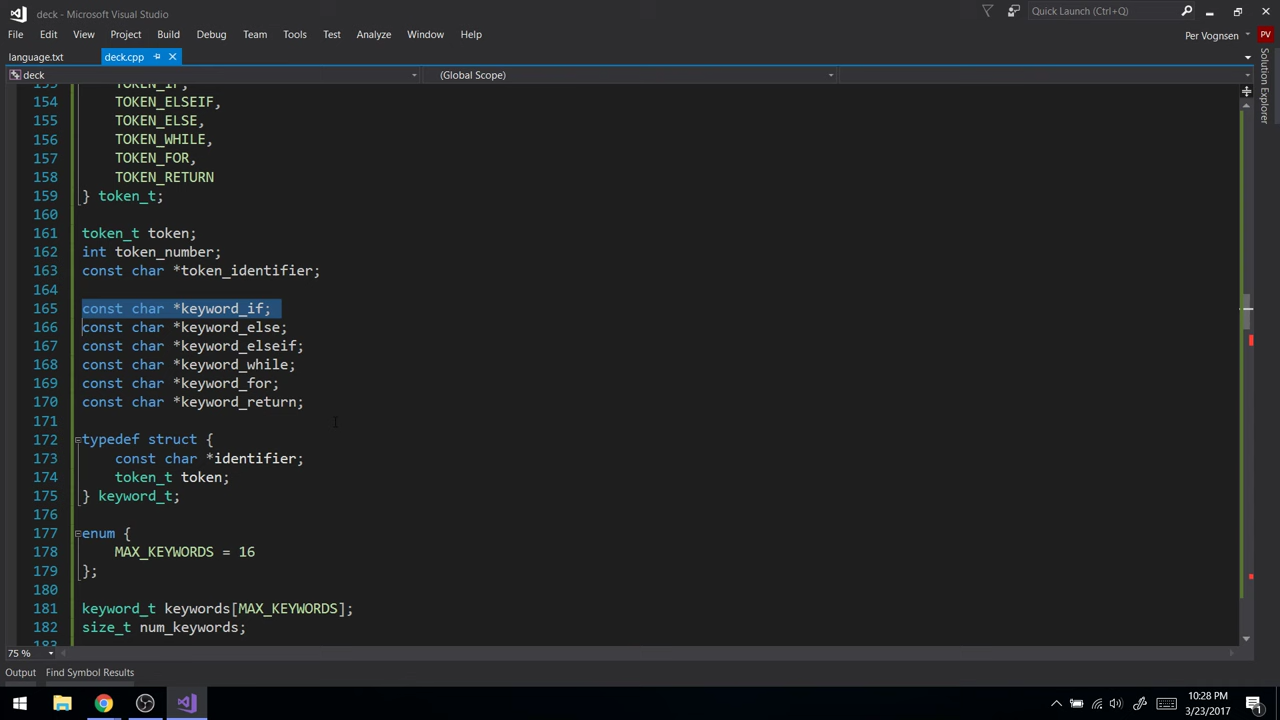 deck - Microsoft Visual Studio
Quick Launch (Ctrl+Q)
File Edit View Project Build Debug Team Tools Test Analyze Window Help
Per Vognsen PV
language.txt deck.cpp
deck (Global Scope)
Solution Explorer
153 TOKEN_IF,
154 TOKEN_ELSEIF,
155 TOKEN_ELSE,
156 TOKEN_WHILE,
157 TOKEN_FOR,
158 TOKEN_RETURN
159 } token_t;
160
161 token_t token;
162 int token_number;
163 const char *token_identifier;
164
165 const char *keyword_if;
166 const char *keyword_else;
167 const char *keyword_elseif;
168 const char *keyword_while;
169 const char *keyword_for;
170 const char *keyword_return;
171
172 typedef struct {
173 const char *identifier;
174 token_t token;
175 } keyword_t;
176
177 enum {
178 MAX_KEYWORDS = 16
179 };
180
181 keyword_t keywords[MAX_KEYWORDS];
182 size_t num_keywords;
183
75 %
Output Find Symbol Results
10:28 PM
3/23/2017
1